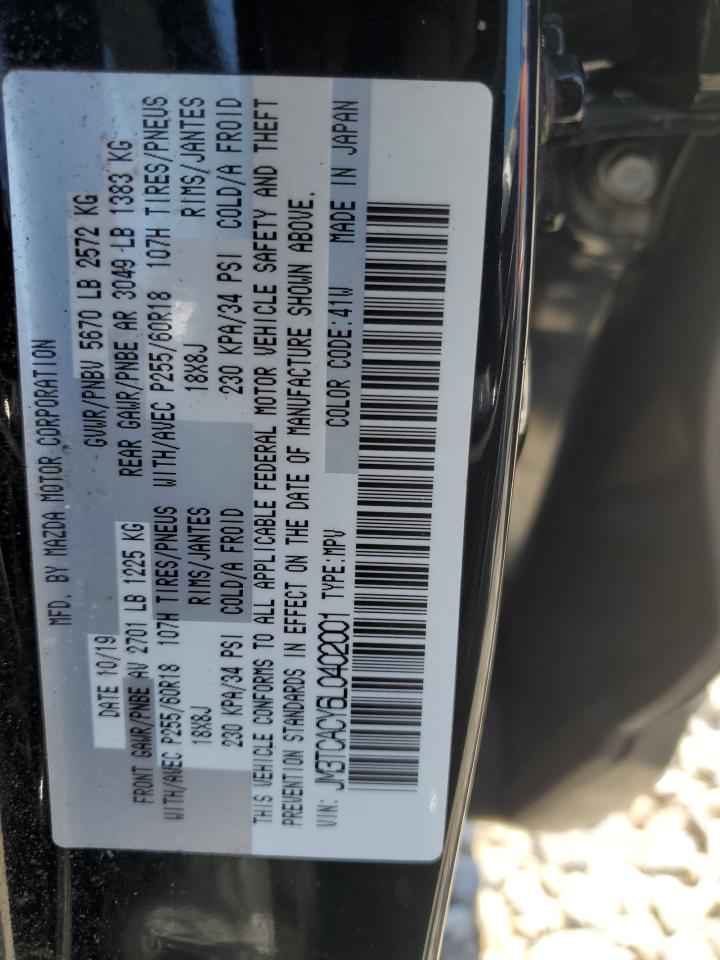 MFD. BY MAZDA MOTOR CORPORATION
DATE 10/19 GVWR/PNBV 5670 LB 2572 KG
FRONT GAWR/PNBE AV 2701 LB 1225 KG REAR GAWR/PNBE AR 3049 LB 1383 KG
WITH/AVEC P255/60R18 107H TIRES/PNEUS WITH/AVEC P255/60R18 107H TIRES/PNEUS
18X8J RIMS/JANTES 18X8J RIMS/JANTES
230 KPA/34 PSI COLD/A FROID 230 KPA/34 PSI COLD/A FROID
THIS VEHICLE CONFORMS TO ALL APPLICABLE FEDERAL MOTOR VEHICLE SAFETY AND THEFT
PREVENTION STANDARDS IN EFFECT ON THE DATE OF MANUFACTURE SHOWN ABOVE.
VIN: JM3TCACY6L0402001 TYPE:MPV COLOR CODE:41W MADE IN JAPAN